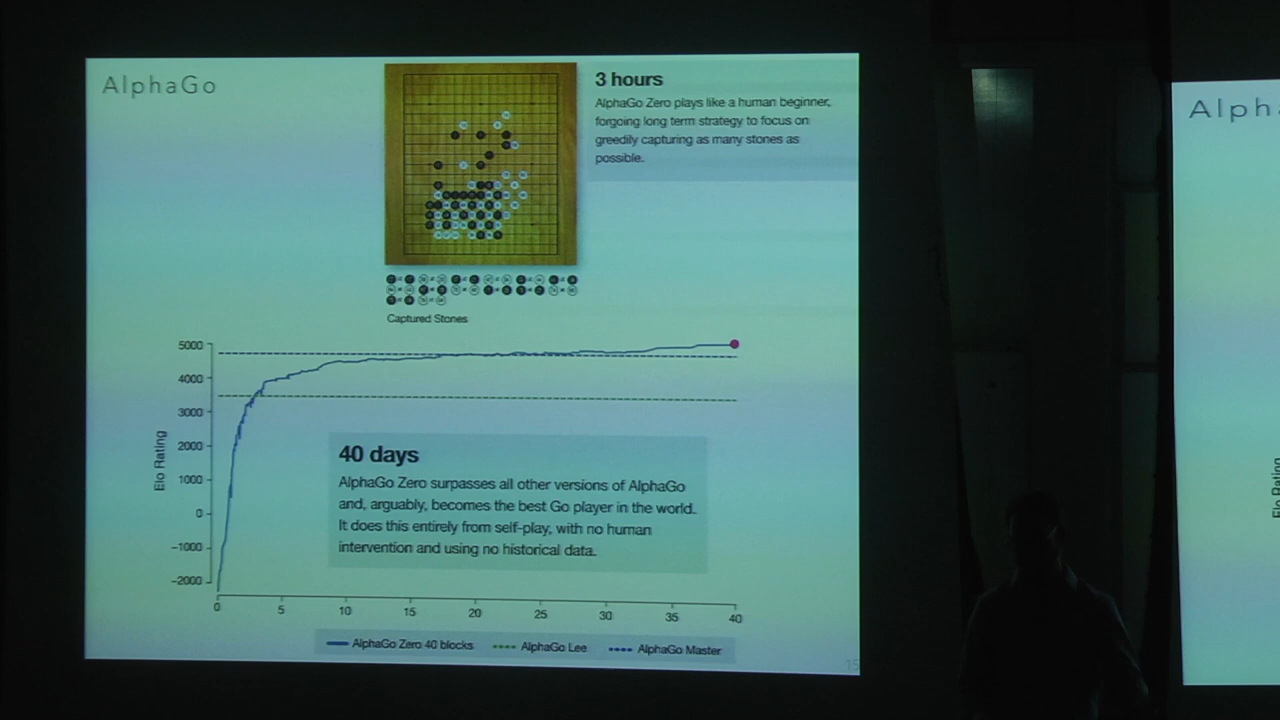 AlphaGo
3 hours
AlphaGo Zero plays like a human beginner,
forgoing long term strategy to focus on
greedily capturing as many stones as
possible.
Captured Stones
5000
4000
3000
2000
1000
0
−1000
−2000
Elo Rating
40 days
AlphaGo Zero surpasses all other versions of AlphaGo
and, arguably, becomes the best Go player in the world.
It does this entirely from self-play, with no human
intervention and using no historical data.
0 5 10 15 20 25 30 35 40
AlphaGo Zero 40 blocks AlphaGo Lee AlphaGo Master
15
Alph
Elo Rating